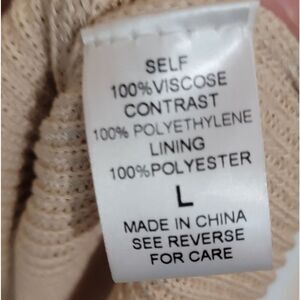 SELF
100%VISCOSE
CONTRAST
100% POLYETHYLENE
LINING
100%POLYESTER
L
MADE IN CHINA
SEE REVERSE
FOR CARE